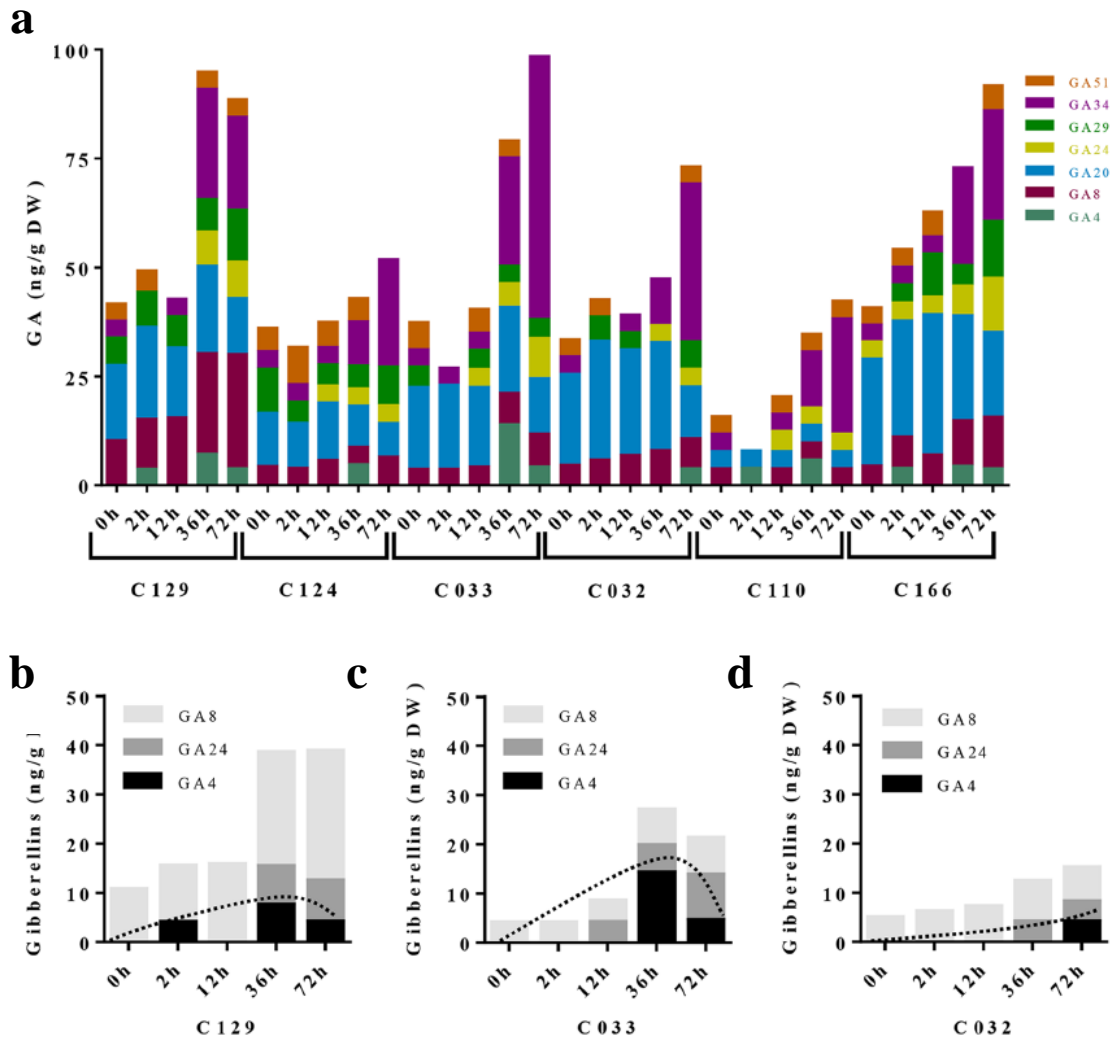 a
GA (ng/g DW)
100
75
50
25
0
GA51
GA34
GA29
GA24
GA20
GA8
GA4
0h 2h 12h 36h 72h 0h 2h 12h 36h 72h 0h 2h 12h 36h 72h 0h 2h 12h 36h 72h 0h 2h 12h 36h 72h 0h 2h 12h 36h 72h
C129 C124 C033 C032 C110 C166
b
Gibberellins (ng/g ]
50
40
30
20
10
0
GA8
GA24
GA4
0h 2h 12h 36h 72h
C129
c
Gibberellins (ng/g DW )
50
40
30
20
10
0
GA8
GA24
GA4
0h 2h 12h 36h 72h
C033
d
Gibberellins (ng/g DW )
50
40
30
20
10
0
GA8
GA24
GA4
0h 2h 12h 36h 72h
C032